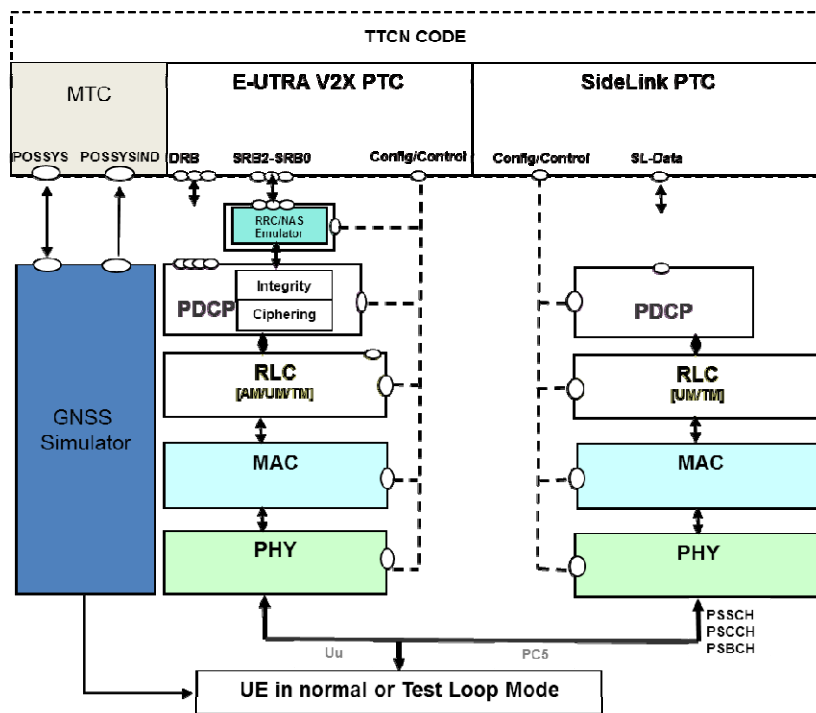 TTCN CODE
MTC
E-UTRA V2X PTC
SideLink PTC
POSSYS POSSYSIND DRB SRB2-SRB0 Config/Control Config/Control SL-Data
RRC/NAS
Emulator
Integrity
PDCP
Ciphering
PDCP
RLC
[AM/UM/TM]
RLC
[UM/TM]
GNSS
Simulator
MAC
MAC
PHY
PHY
PSSCH
PSCCH
PSBCH
Uu
PC5
UE in normal or Test Loop Mode